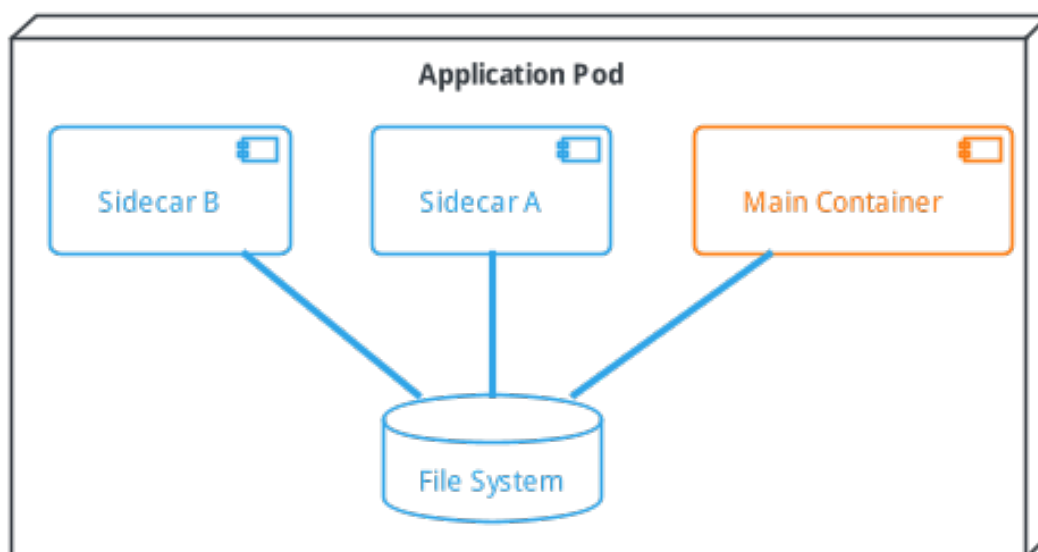 Application Pod
Sidecar B
Sidecar A
Main Container
File System